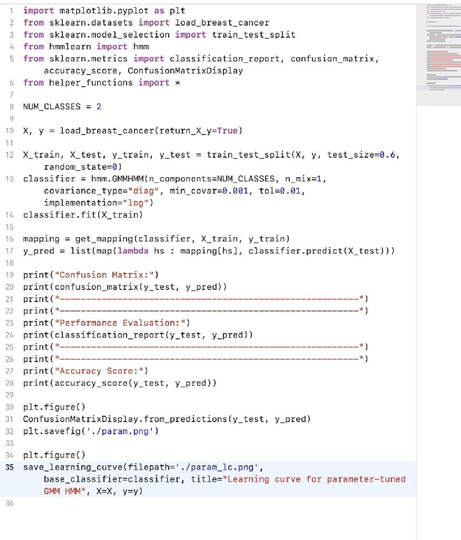 1 import matplotlib.pyplot as plt
2 from sklearn.datasets import load_breast_cancer
3 from sklearn.model_selection import train_test_split
4 from hmmlearn import hmm
5 from sklearn.metrics import classification_report, confusion_matrix,
accuracy_score, ConfusionMatrixDisplay
6 from helper_functions import *
7
8 NUM_CLASSES = 2
9
10 X, y = load_breast_cancer(return_X_y=True)
11
12 X_train, X_test, y_train, y_test = train_test_split(X, y, test_size=0.6,
random_state=0)
13 classifier = hmm.GMMHMM(n_components=NUM_CLASSES, n_mix=1,
covariance_type="diag", min_covar=0.001, tol=0.01,
implementation="log")
14 classifier.fit(X_train)
15
16 mapping = get_mapping(classifier, X_train, y_train)
17 y_pred = list(map(lambda hs : mapping[hs], classifier.predict(X_test)))
18
19 print("Confusion Matrix:")
20 print(confusion_matrix(y_test, y_pred))
21 print("---------------------------------------------------------")
22 print("---------------------------------------------------------")
23 print("Performance Evaluation:")
24 print(classification_report(y_test, y_pred))
25 print("---------------------------------------------------------")
26 print("---------------------------------------------------------")
27 print("Accuracy Score:")
28 print(accuracy_score(y_test, y_pred))
29
30 plt.figure()
31 ConfusionMatrixDisplay.from_predictions(y_test, y_pred)
32 plt.savefig('./param.png')
33
34 plt.figure()
35 save_learning_curve(filepath='./param_lc.png',
base_classifier=classifier, title="Learning curve for parameter-tuned
GMM HMM", X=X, y=y)
36